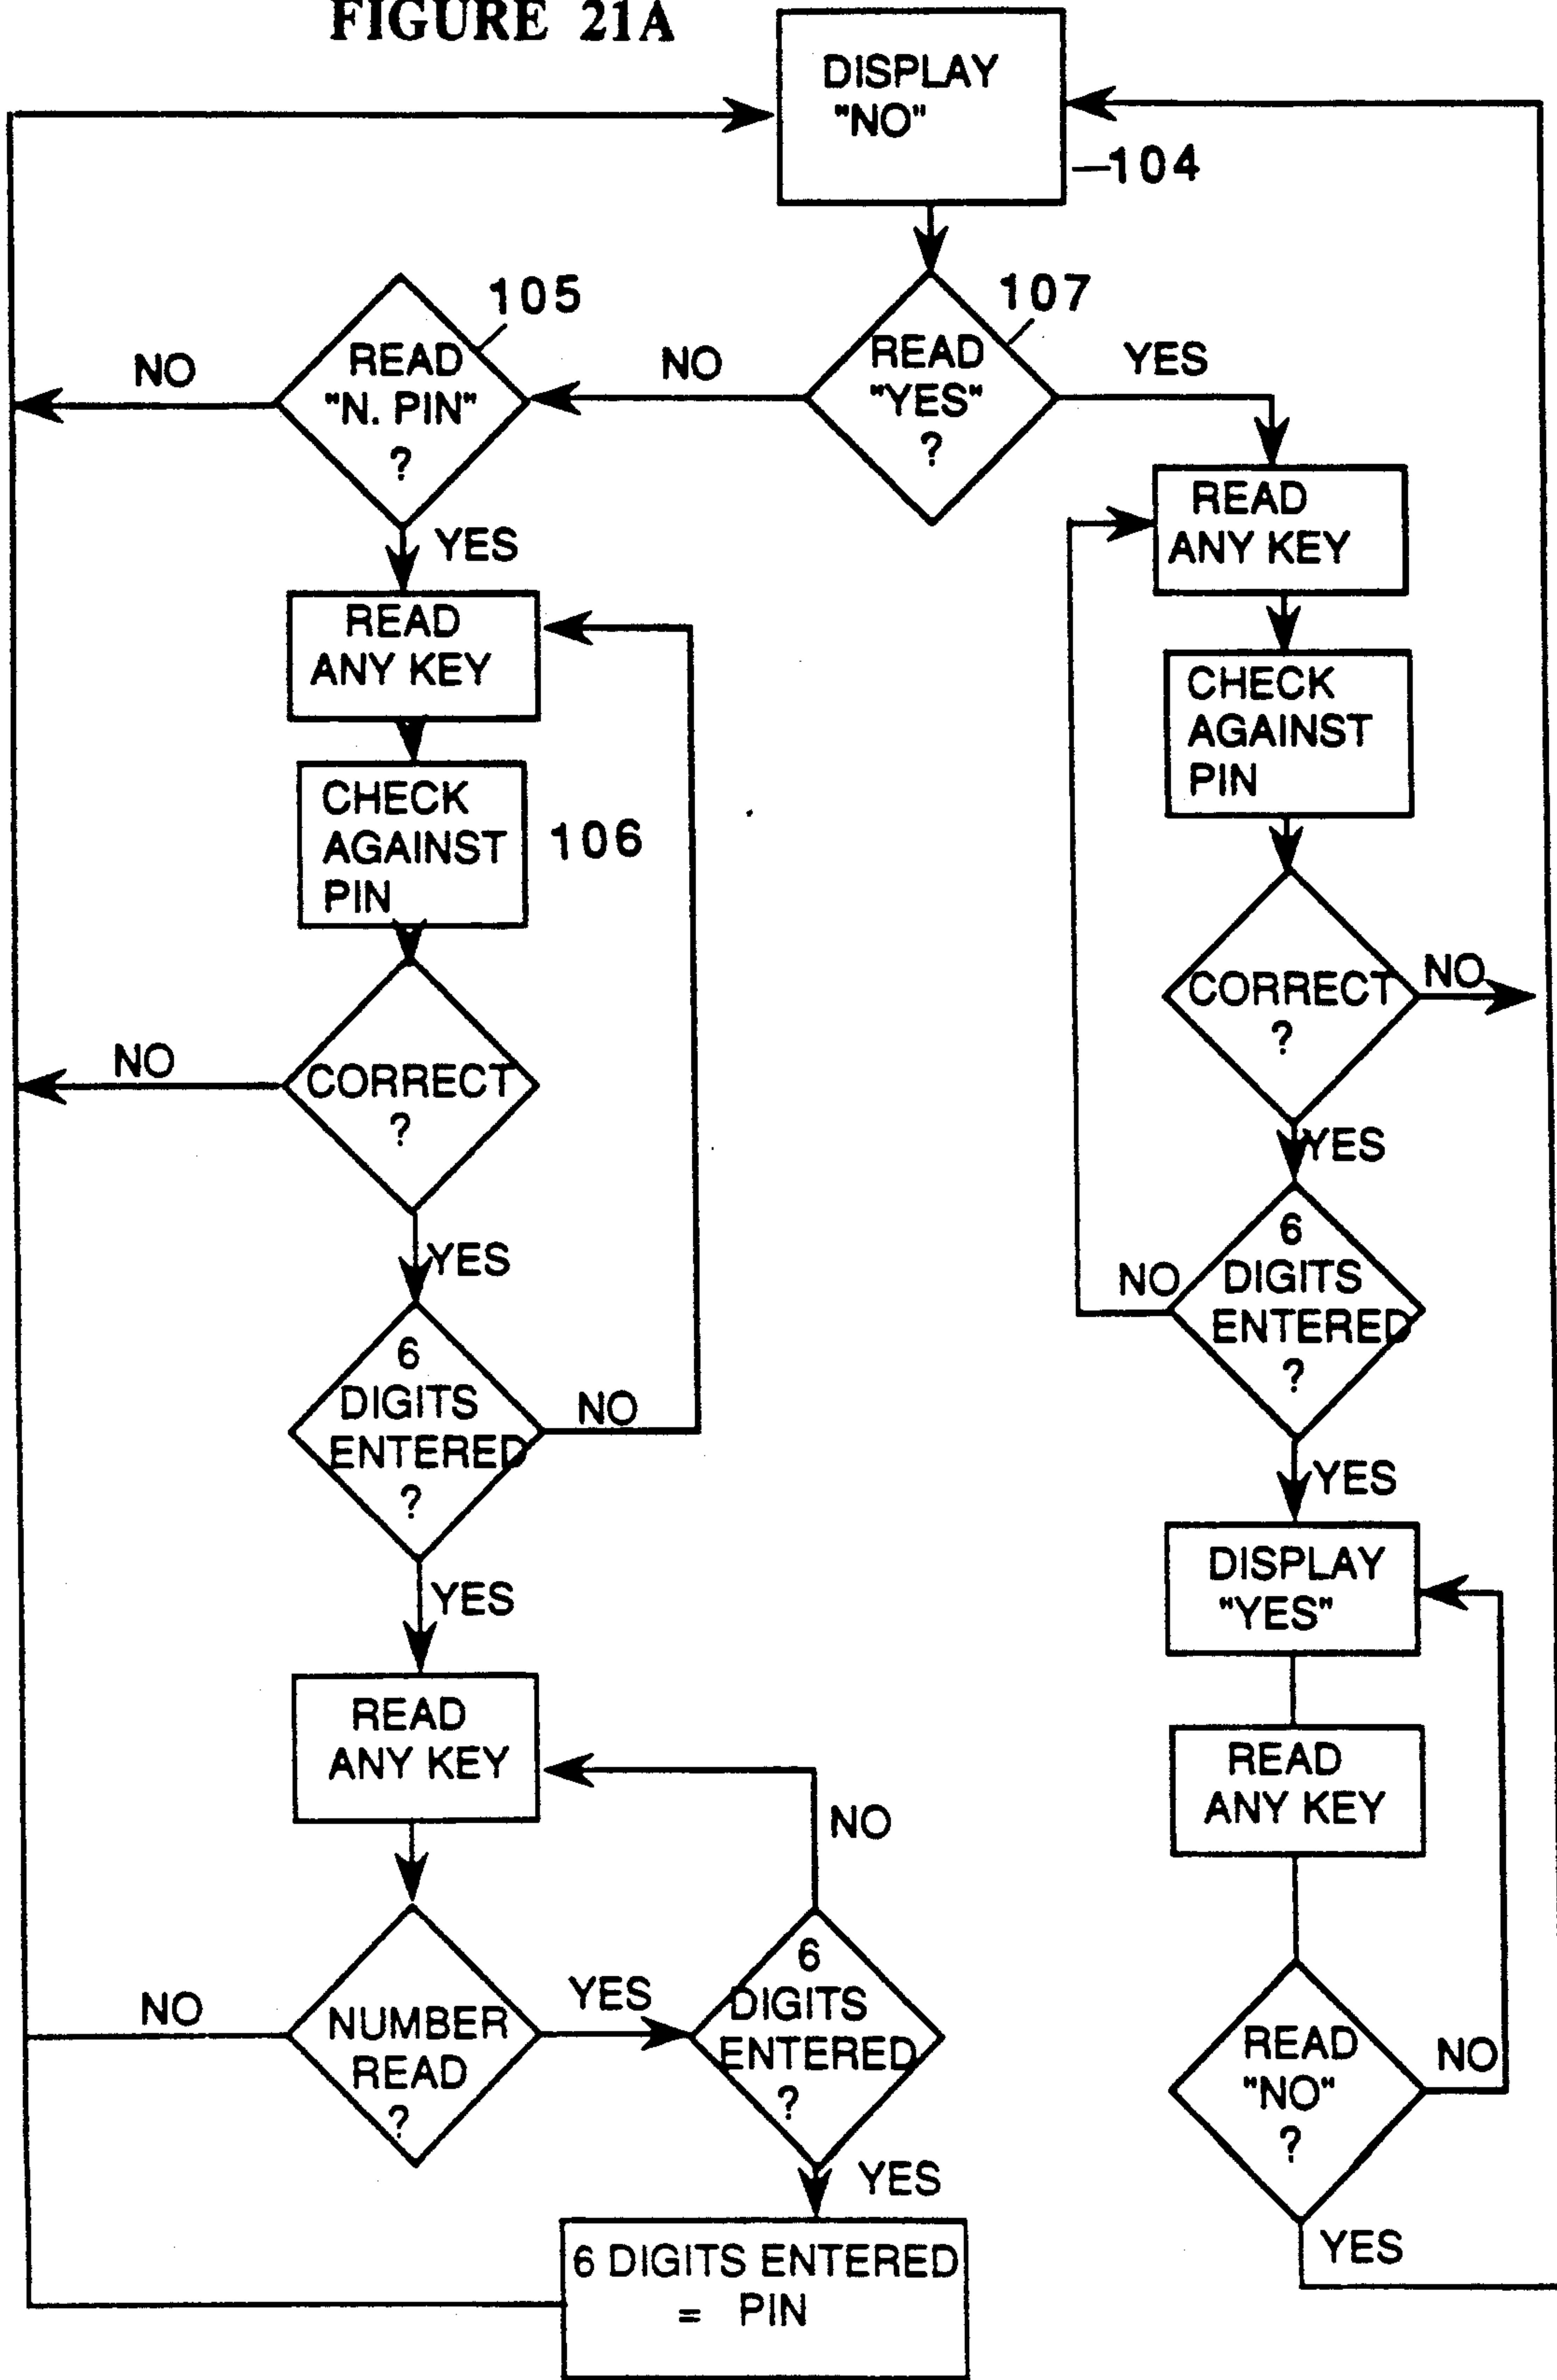 FIGURE 21A
DISPLAY
"NO"
104
105
READ
"N. PIN"
?
NO
NO
107
READ
"YES"
?
YES
YES
READ
ANY KEY
READ
ANY KEY
CHECK
AGAINST
PIN
CHECK
AGAINST
PIN
106
CORRECT
?
NO
CORRECT
?
NO
YES
YES
6
DIGITS
ENTERED
?
NO
YES
6
DIGITS
ENTERED
?
NO
YES
YES
DISPLAY
"YES"
READ
ANY KEY
READ
ANY KEY
NO
NUMBER
READ
?
NO
YES
6
DIGITS
ENTERED
?
READ
"NO"
?
NO
YES
YES
6 DIGITS ENTERED
= PIN